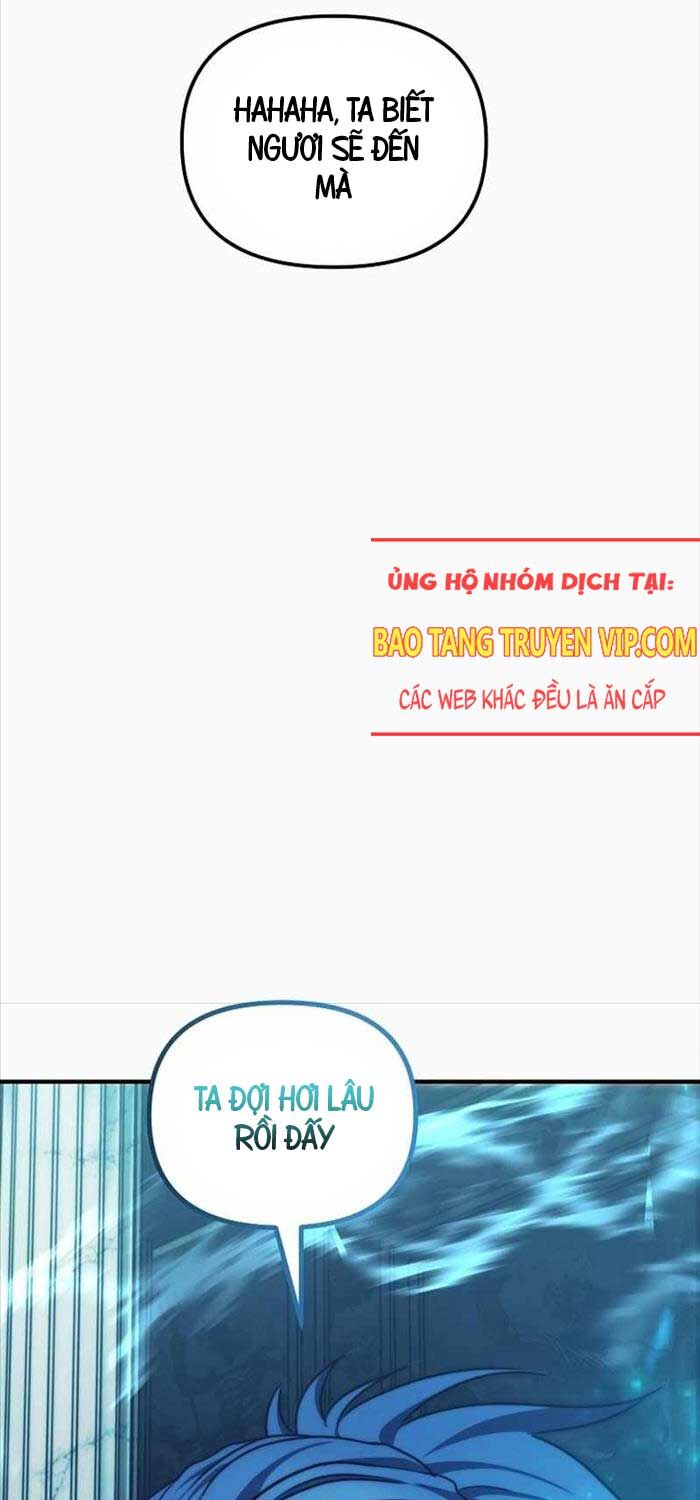 HAHAHA, TA BIẾT
NGƯƠI SẼ ĐẾN
MÀ
ỦNG HỘ NHÓM DỊCH TẠI:
BAO TANG TRUYEN VIP.COM
CÁC WEB KHÁC ĐỀU LÀ ĂN CẮP
TA ĐỢI HƠI LÂU
RỒI ĐẤY